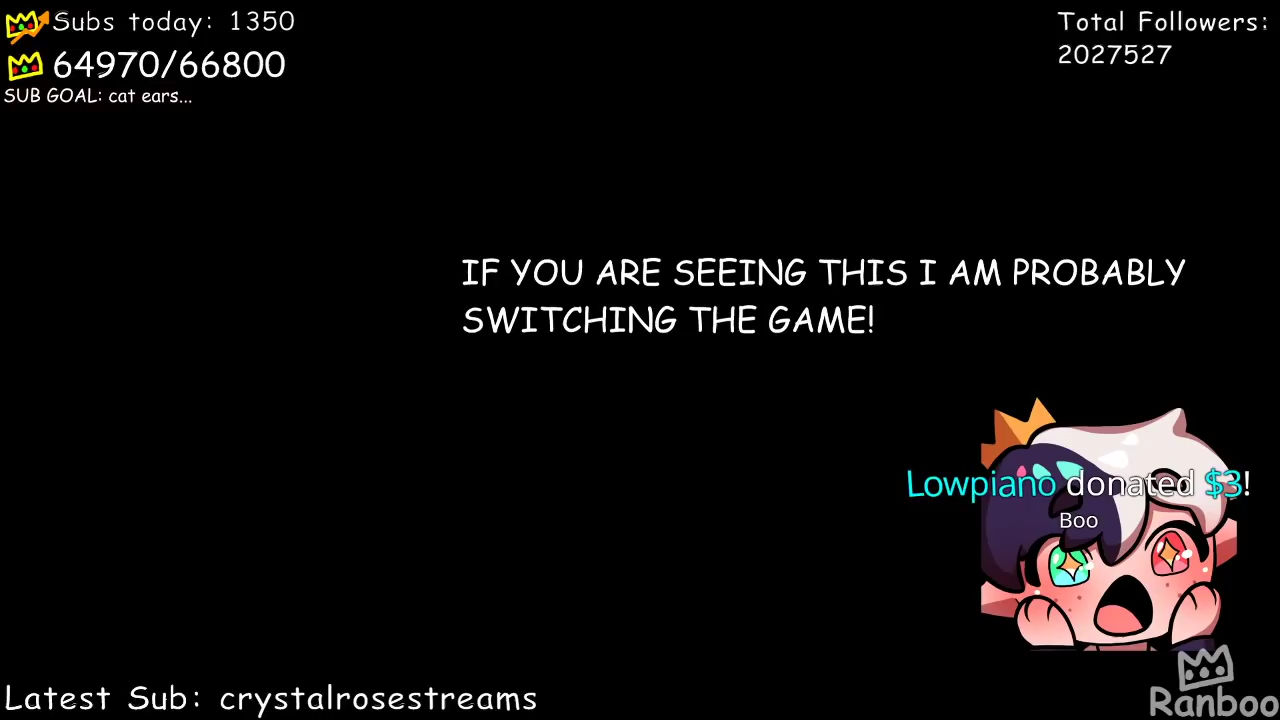 Subs today: 1350
64970/66800
SUB GOAL: cat ears...
Total Followers:
2027527
IF YOU ARE SEEING THIS I AM PROBABLY
SWITCHING THE GAME!
Lowpiano donated $3!
Boo
Latest Sub: crystalrosestreams
Ranboo